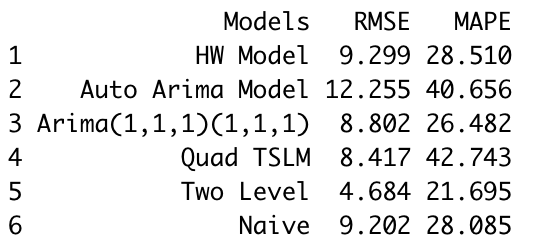 Models RMSE MAPE
1 HW Model 9.299 28.510
2 Auto Arima Model 12.255 40.656
3 Arima(1,1,1)(1,1,1) 8.802 26.482
4 Quad TSLM 8.417 42.743
5 Two Level 4.684 21.695
6 Naive 9.202 28.085